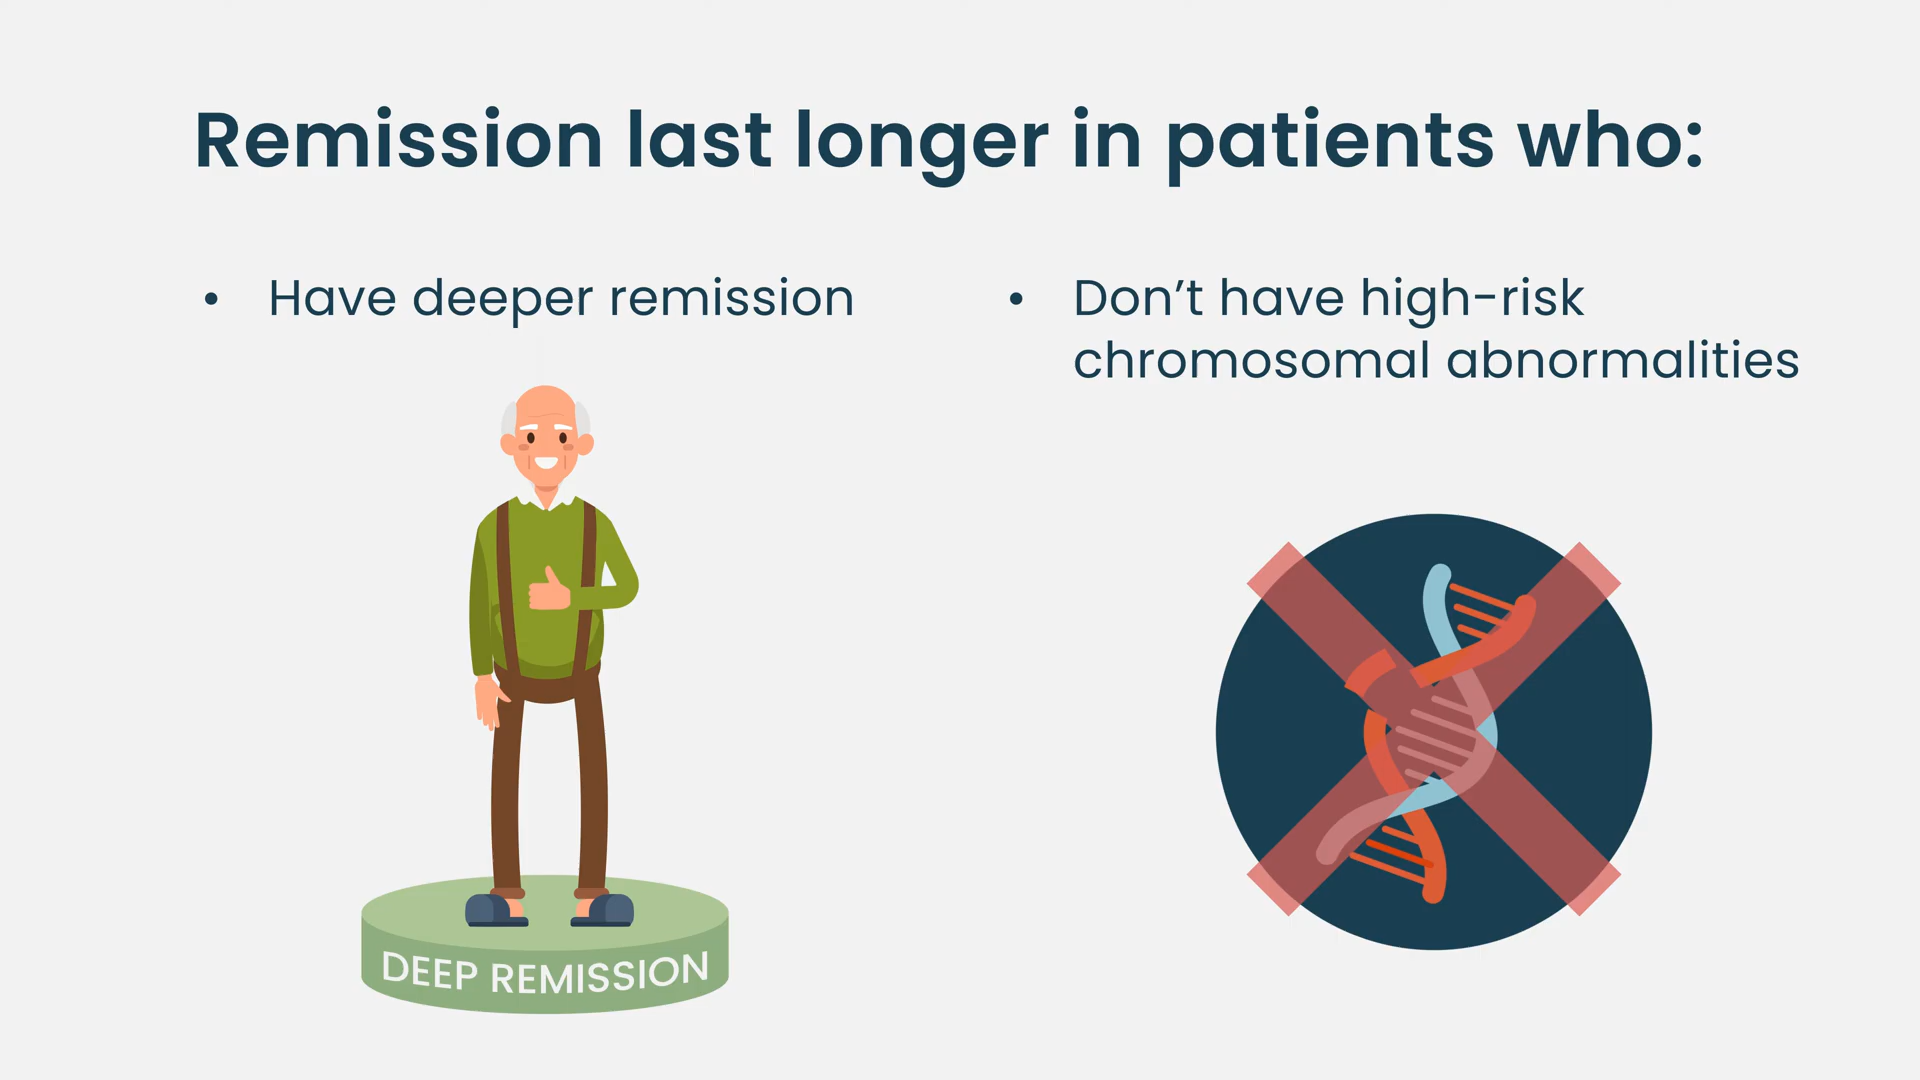 Remission last longer in patients who:
• Have deeper remission
• Don’t have high-risk
chromosomal abnormalities
DEEP REMISSION